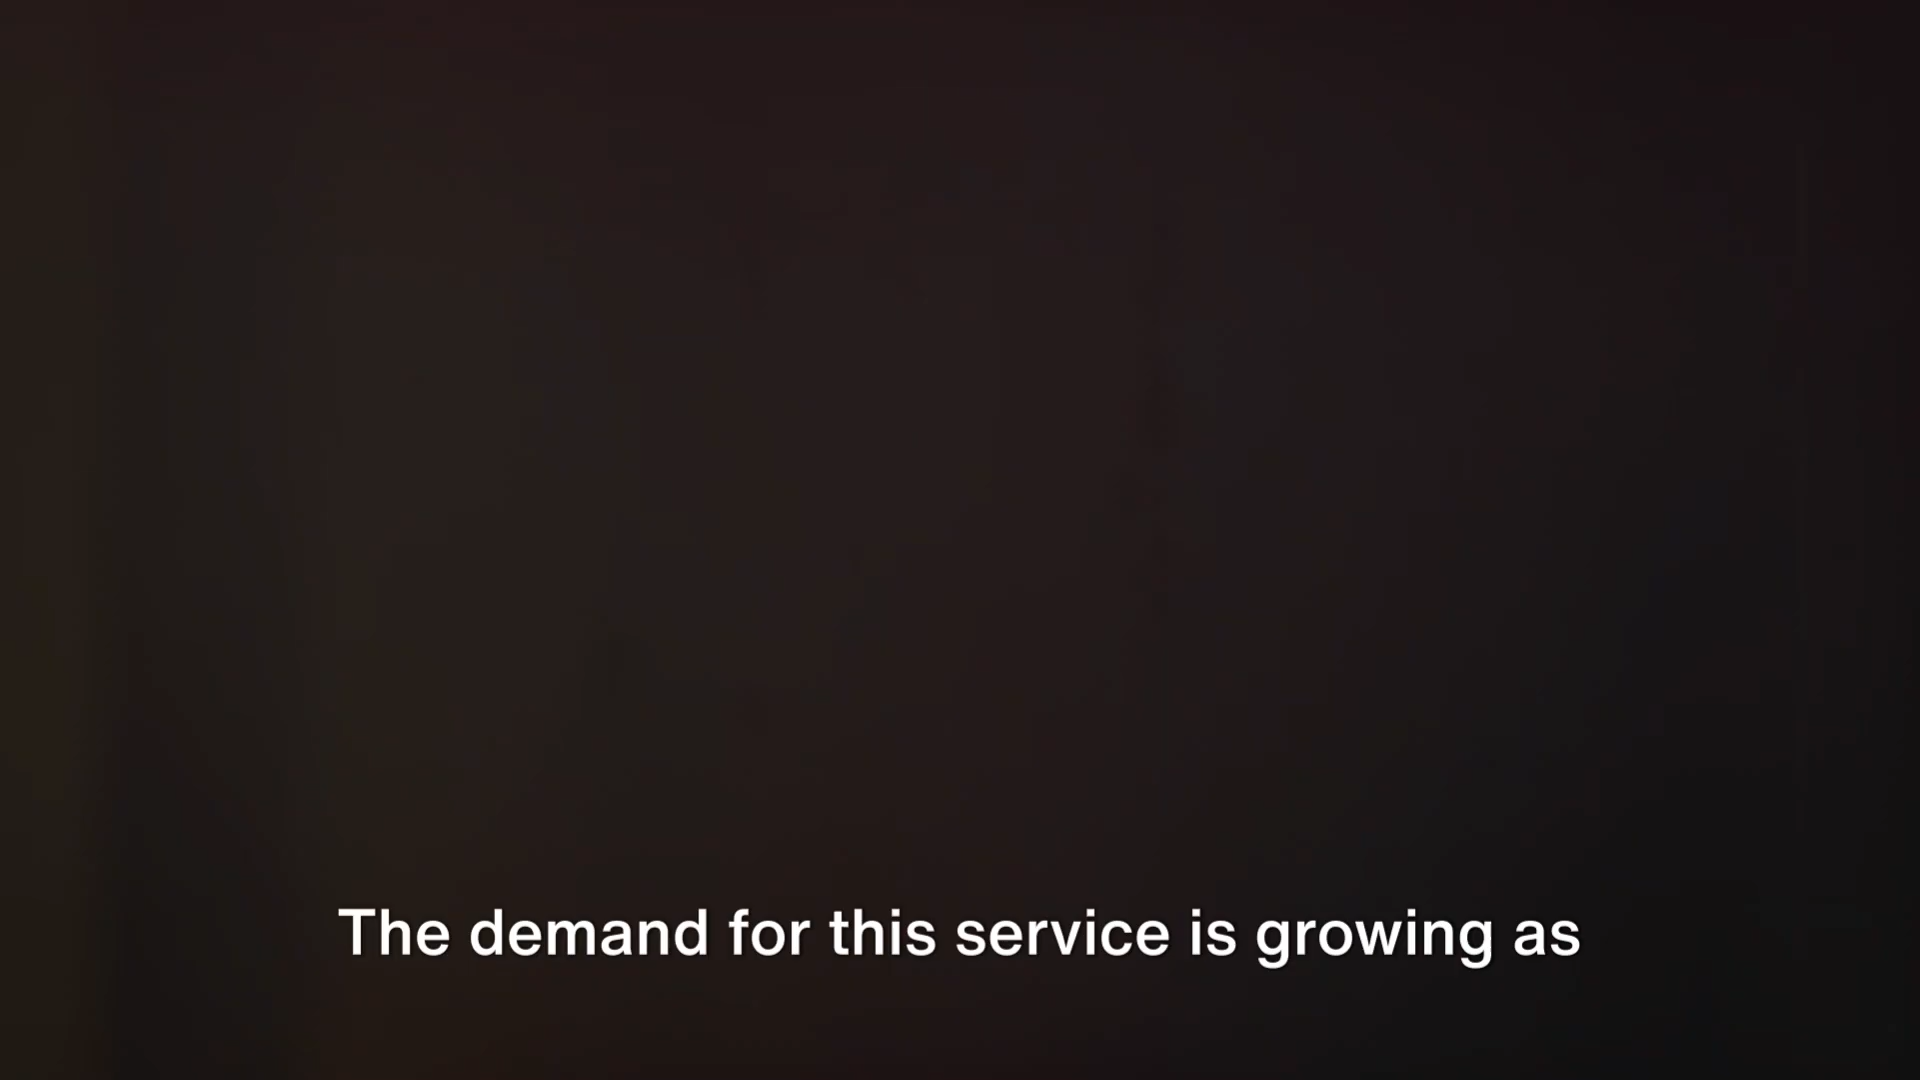 The demand for this service is growing as